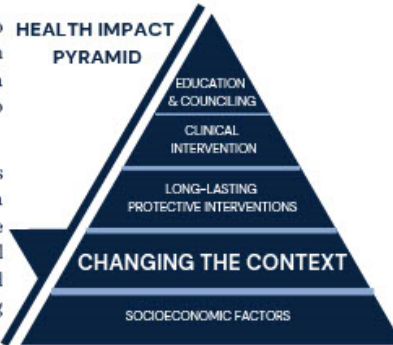 HEALTH IMPACT
PYRAMID
EDUCATION
& COUNCILING
CLINICAL
INTERVENTION
LONG-LASTING
PROTECTIVE INTERVENTIONS
CHANGING THE CONTEXT
SOCIOECONOMIC FACTORS